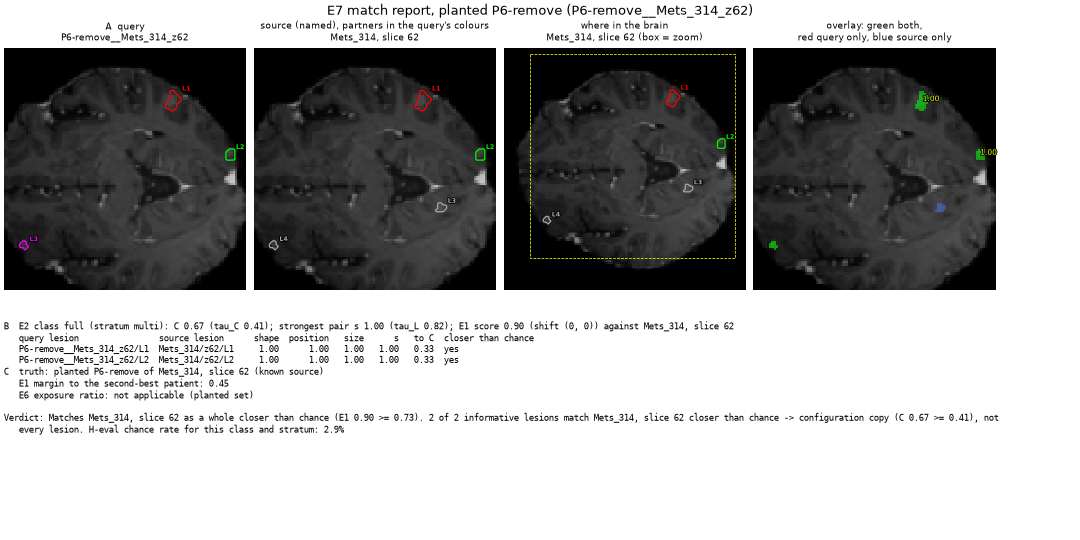 E7 match report, planted P6-remove (P6-remove__Mets_314_z62)
A query
P6-remove__Mets_314_z62
source (named), partners in the query's colours
Mets_314, slice 62
where in the brain
Mets_314, slice 62 (box = zoom)
overlay: green both,
red query only, blue source only
L1
L2
L3
L1
L2
L3
L4
L1
L2
L3
L4
1.00
1.00
B E2 class full (stratum multi): C 0.67 (tau_C 0.41); strongest pair s 1.00 (tau_L 0.82); E1 score 0.90 (shift (0, 0)) against Mets_314, slice 62
query lesion source lesion shape position size s to C closer than chance
P6-remove__Mets_314_z62/L1 Mets_314/z62/L1 1.00 1.00 1.00 1.00 0.33 yes
P6-remove__Mets_314_z62/L2 Mets_314/z62/L2 1.00 1.00 1.00 1.00 0.33 yes
C truth: planted P6-remove of Mets_314, slice 62 (known source)
E1 margin to the second-best patient: 0.45
E6 exposure ratio: not applicable (planted set)
Verdict: Matches Mets_314, slice 62 as a whole closer than chance (E1 0.90 >= 0.73). 2 of 2 informative lesions match Mets_314, slice 62 closer than chance -> configuration copy (C 0.67 >= 0.41), not
every lesion. H-eval chance rate for this class and stratum: 2.9%